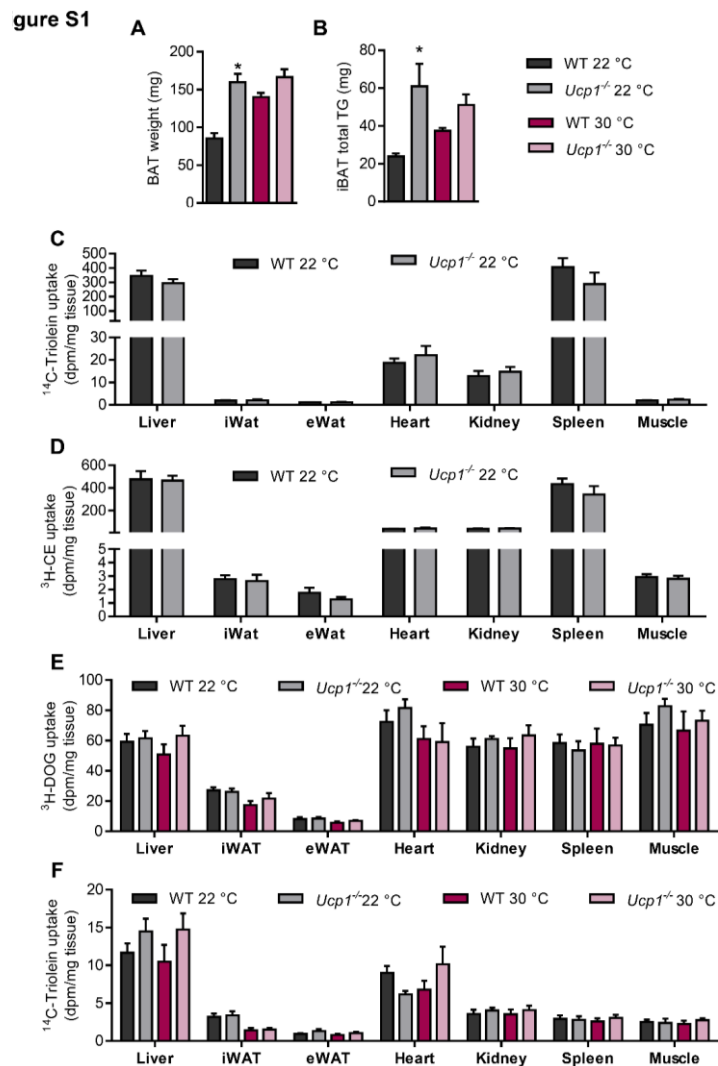 gure S1
A
B
BAT weight (mg)
200
150
100
50
0
*
iBAT total TG (mg)
80
60
40
20
0
*
WT 22 °C
Ucp1-/- 22 °C
WT 30 °C
Ucp1-/- 30 °C
C
14C-Triolein uptake
(dpm/mg tissue)
500
400
300
200
100
30
20
10
0
WT 22 °C
Ucp1-/- 22 °C
Liver iWat eWat Heart Kidney Spleen Muscle
D
3H-CE uptake
(dpm/mg tissue)
600
400
200
5
4
3
2
1
0
WT 22 °C
Ucp1-/- 22 °C
Liver iWat eWat Heart Kidney Spleen Muscle
E
3H-DOG uptake
(dpm/mg tissue)
100
80
60
40
20
0
WT 22 °C
Ucp1-/-22 °C
WT 30 °C
Ucp1-/- 30 °C
Liver iWAT eWAT Heart Kidney Spleen Muscle
F
14C-Triolein uptake
(dpm/mg tissue)
20
15
10
5
0
WT 22 °C
Ucp1-/-22 °C
WT 30 °C
Ucp1-/- 30 °C
Liver iWAT eWAT Heart Kidney Spleen Muscle